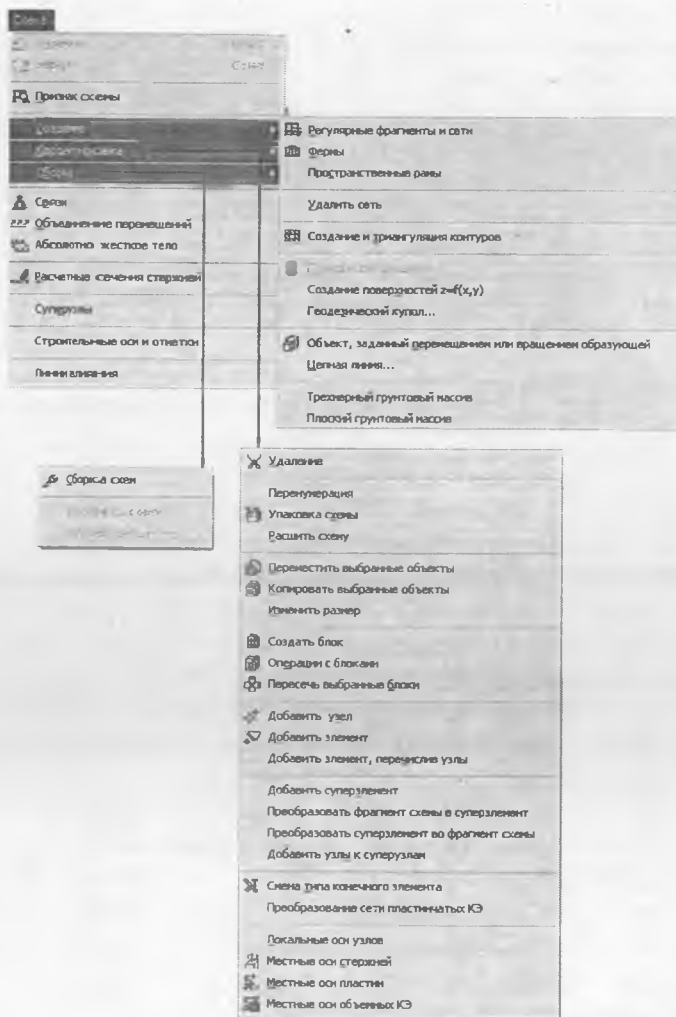 Схема
Признак схемы
Создание
Корректировка
Сборка
Связи
Объединение перемещений
Абсолютно жесткое тело
Расчетные сечения стержней
Суперузлы
Строительные оси и отметки
Линии влияния
Регулярные фрагменты и сети
Фермы
Пространственные рамы
Удалить сеть
Создание и триангуляция контуров
Создание поверхностей z=f(x,y)
Геодезический купол...
Объект, заданный перемещением или вращением образующей
Цепная линия...
Трехмерный грунтовый массив
Плоский грунтовый массив
Сборка схем
Удаление
Перенумерация
Упаковка схемы
Расшить схему
Переместить выбранные объекты
Копировать выбранные объекты
Изменить размер
Создать блок
Операции с блоками
Пересечь выбранные блоки
Добавить узел
Добавить элемент
Добавить элемент, перечислив узлы
Добавить суперэлемент
Преобразовать фрагмент схемы в суперэлемент
Преобразовать суперэлемент во фрагмент схемы
Добавить узлы к суперузлам
Смена типа конечного элемента
Преобразование сети пластинчатых КЭ
Локальные оси узлов
Местные оси стержней
Местные оси пластин
Местные оси объемных КЭ